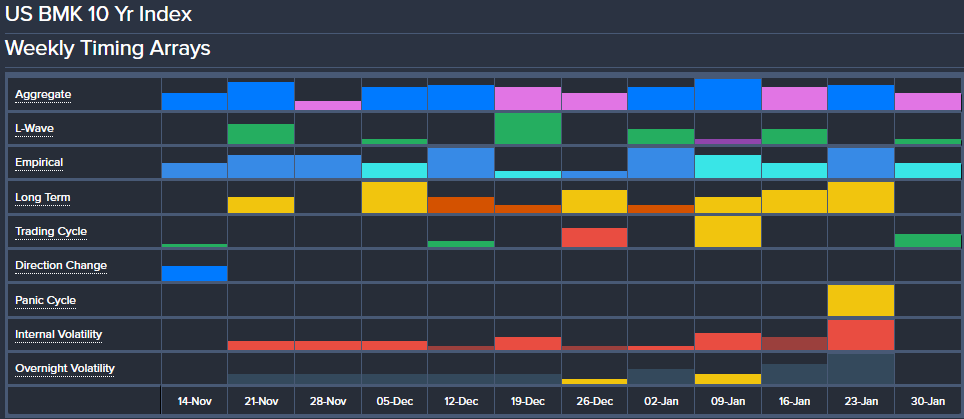 US BMK 10 Yr Index
Weekly Timing Arrays
Aggregate
L-Wave
Empirical
Long Term
Trading Cycle
Direction Change
Panic Cycle
Internal Volatility
Overnight Volatility
14-Nov 21-Nov 28-Nov 05-Dec 12-Dec 19-Dec 26-Dec 02-Jan 09-Jan 16-Jan 23-Jan 30-Jan